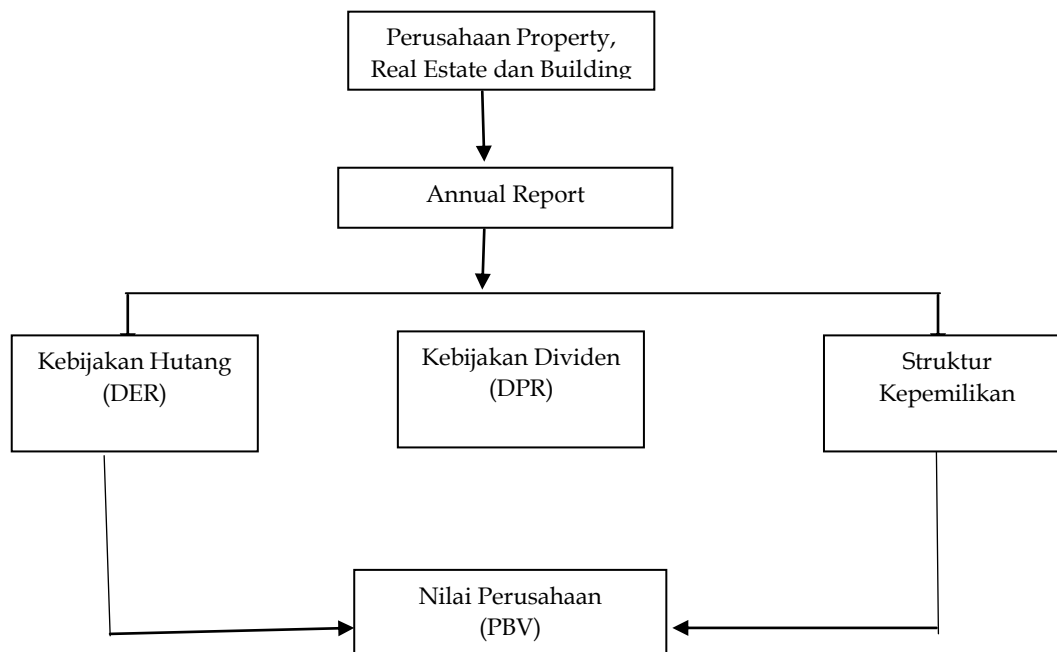 Perusahaan Property,
Real Estate dan Building
Annual Report
Kebijakan Hutang
(DER)
Kebijakan Dividen
(DPR)
Struktur
Kepemilikan
Nilai Perusahaan
(PBV)